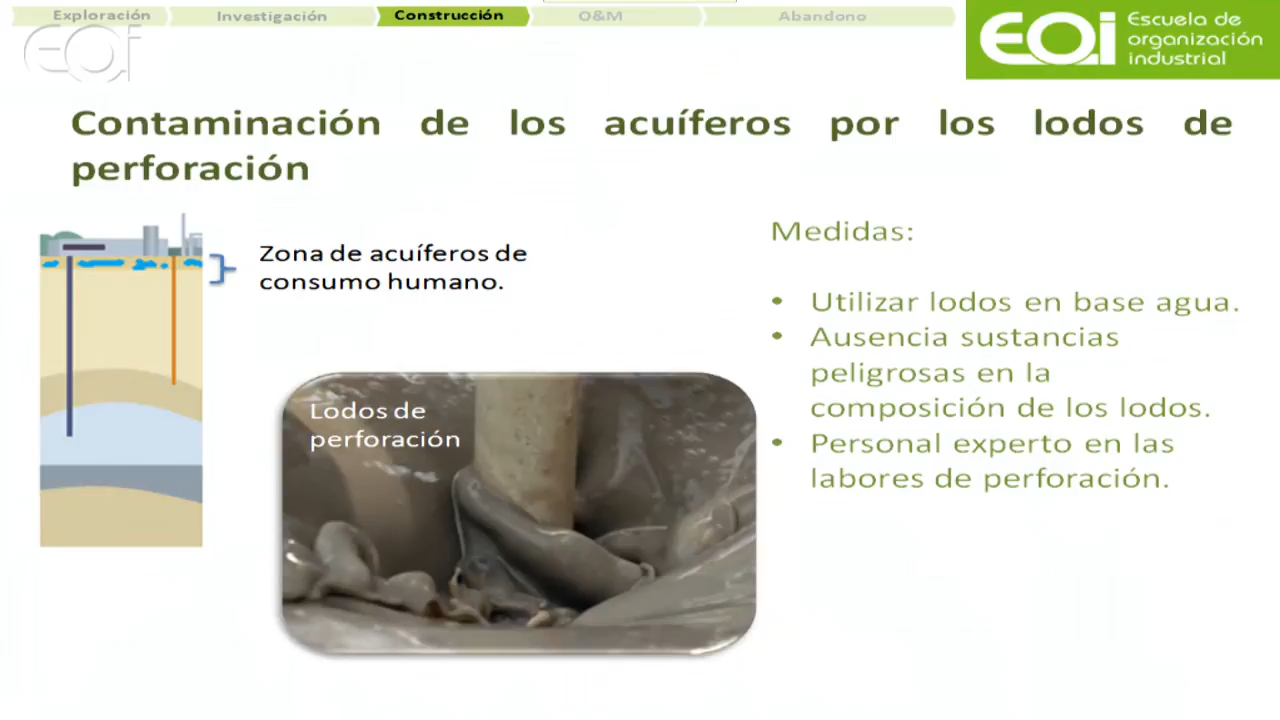 Exploración
Investigación
Construcción
O&M
Abandono
eoi
eoi
Escuela de
organización
industrial
Contaminación de los acuíferos por los lodos de
perforación
Zona de acuíferos de
consumo humano.
Lodos de
perforación
Medidas:
• Utilizar lodos en base agua.
• Ausencia sustancias
peligrosas en la
composición de los lodos.
• Personal experto en las
labores de perforación.